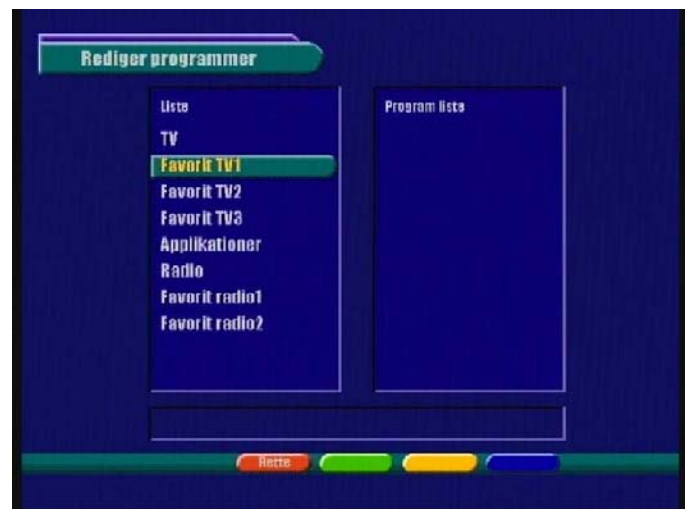 Rediger programmer
Liste
TV
Favorit TV1
Favorit TV2
Favorit TV3
Applikationer
Radio
Favorit radio1
Favorit radio2
Program liste
Rette